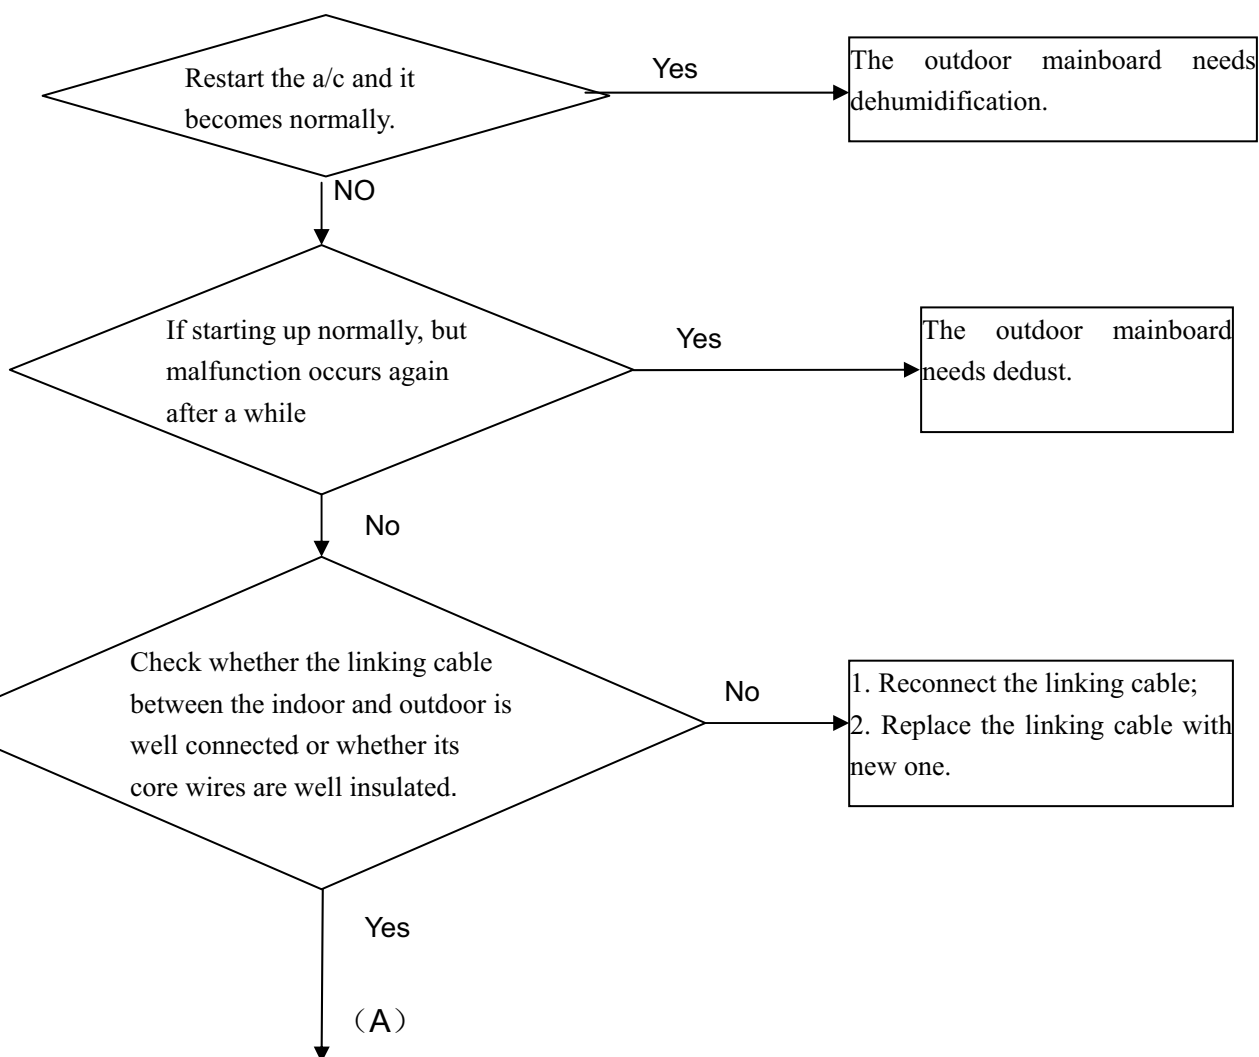 Restart the a/c and it
becomes normally.
Yes
The outdoor mainboard needs
dehumidification.
NO
If starting up normally, but
malfunction occurs again
after a while
Yes
The outdoor mainboard
needs dedust.
No
Check whether the linking cable
between the indoor and outdoor is
well connected or whether its
core wires are well insulated.
No
1. Reconnect the linking cable;
2. Replace the linking cable with
new one.
Yes
（A）